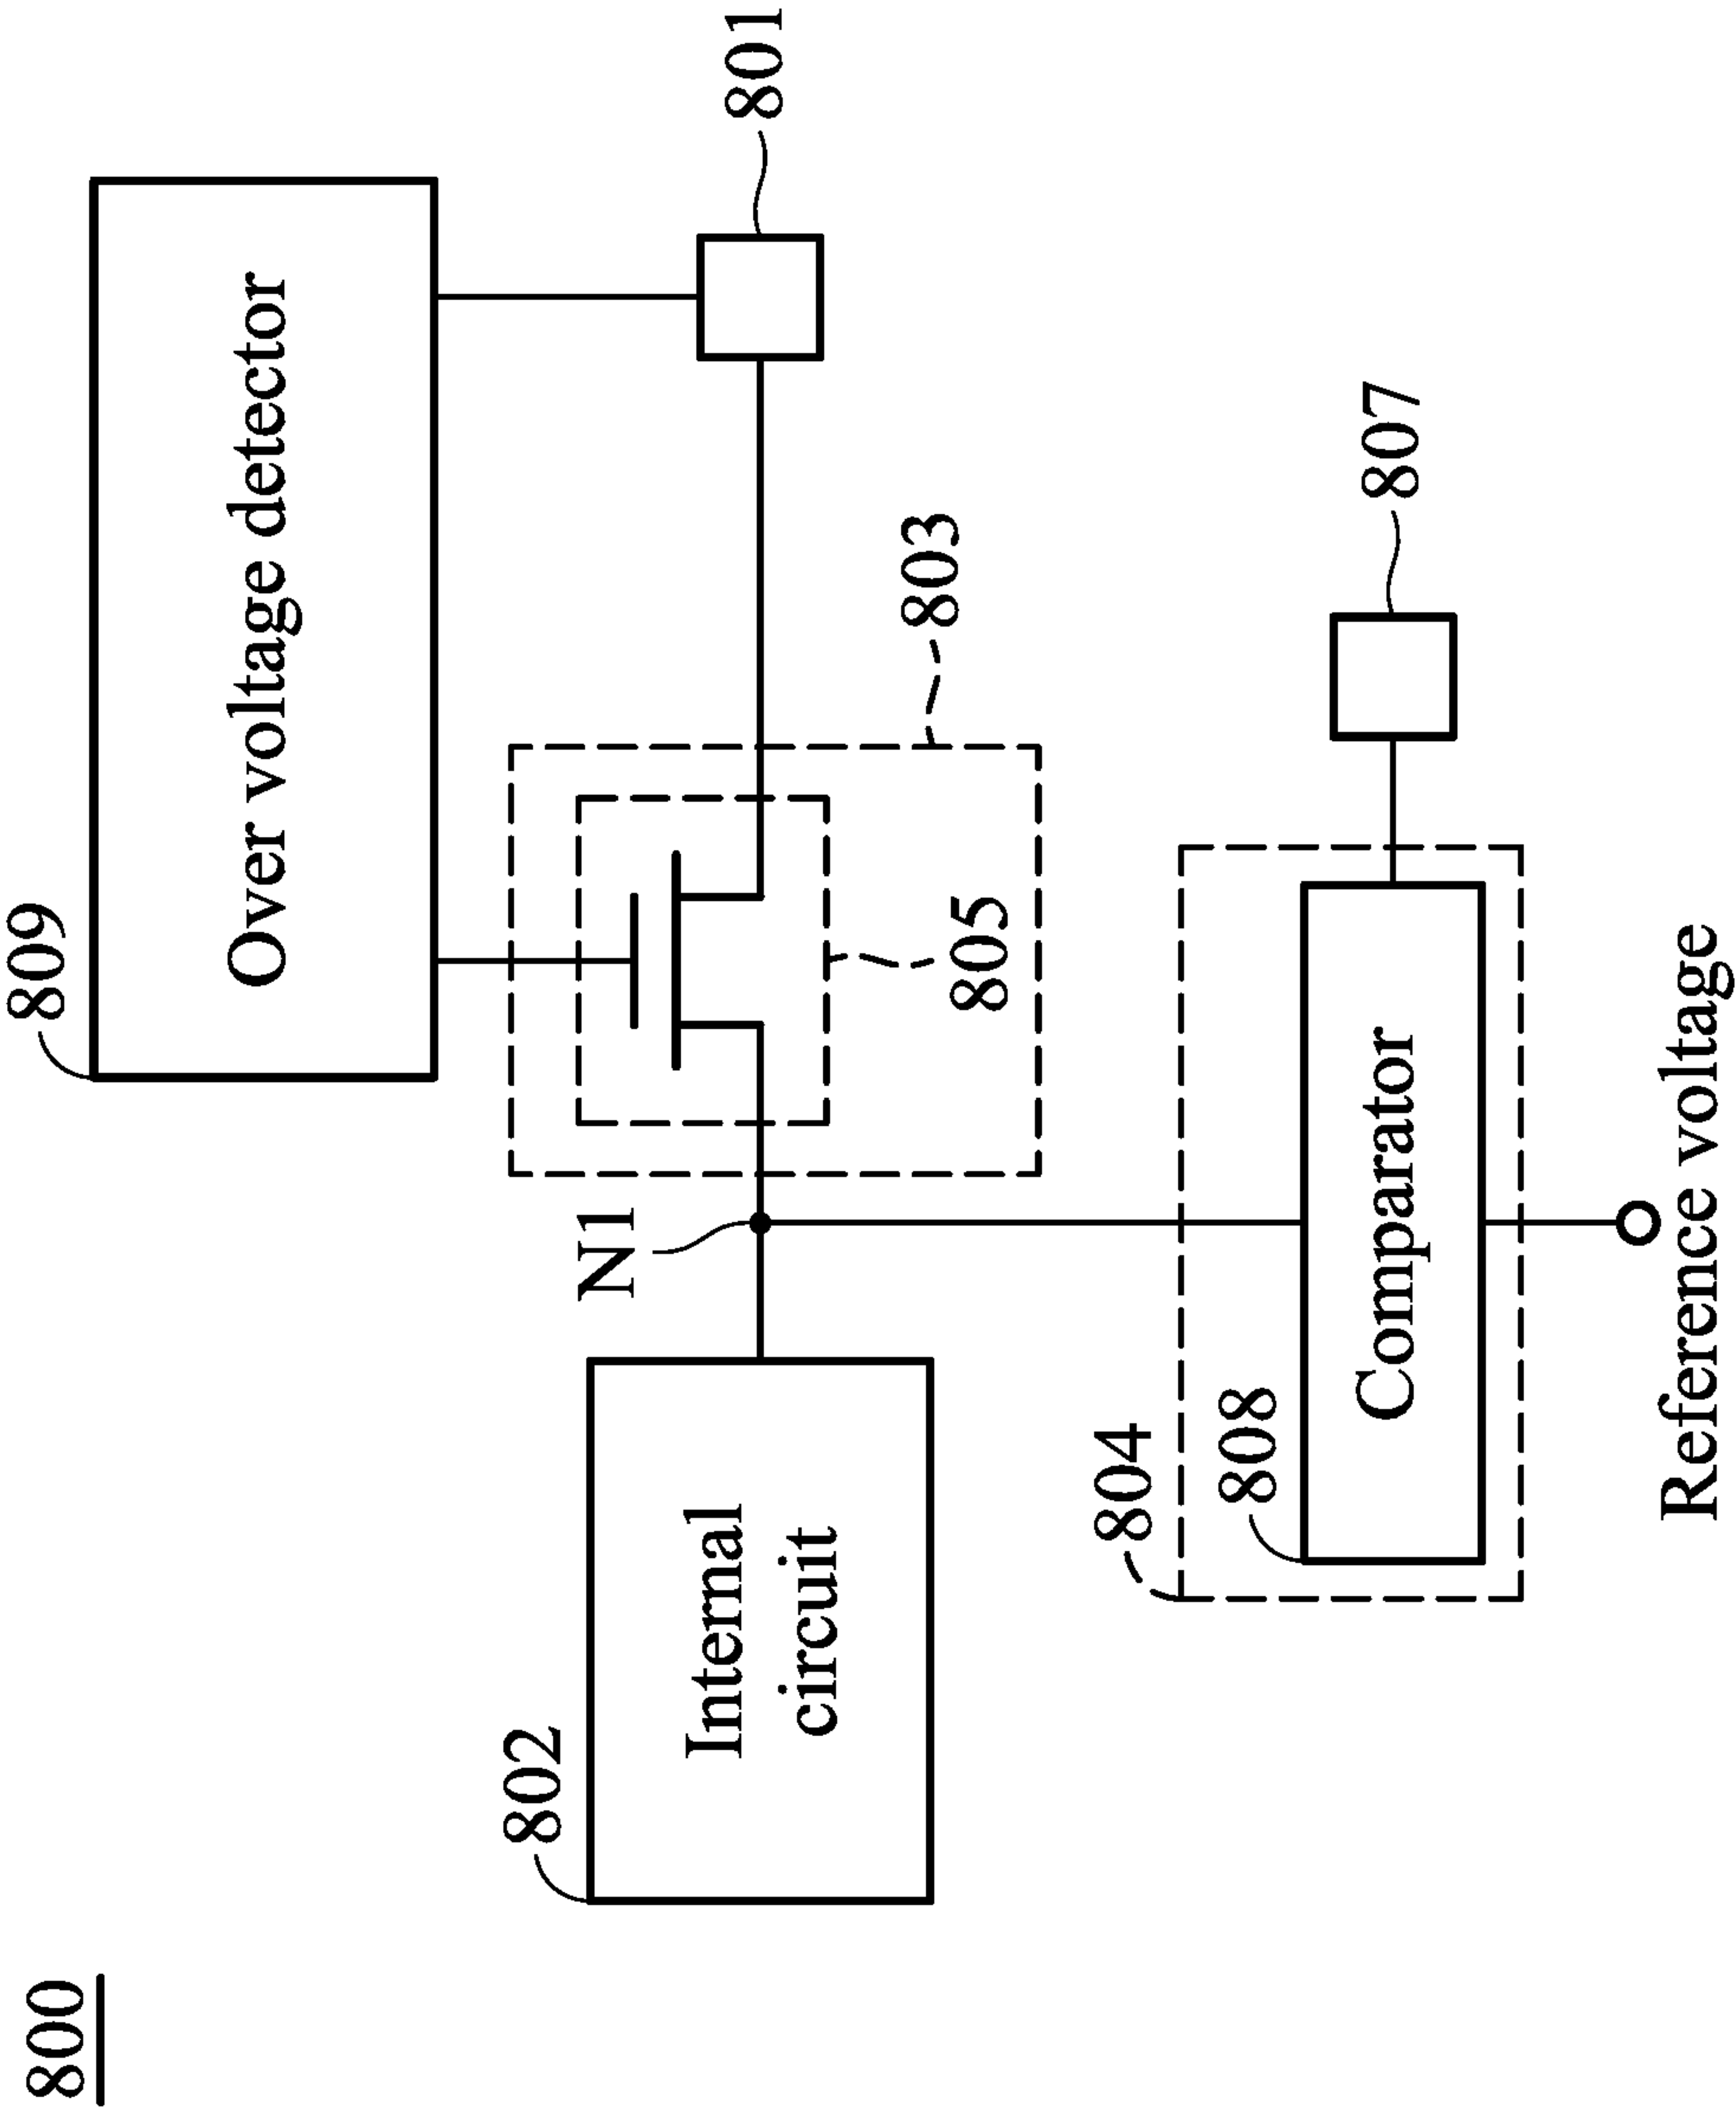 800
809
Over voltage detector
802
N1
Internal
circuit
801
803
805
804
808
Comparator
807
Reference voltage